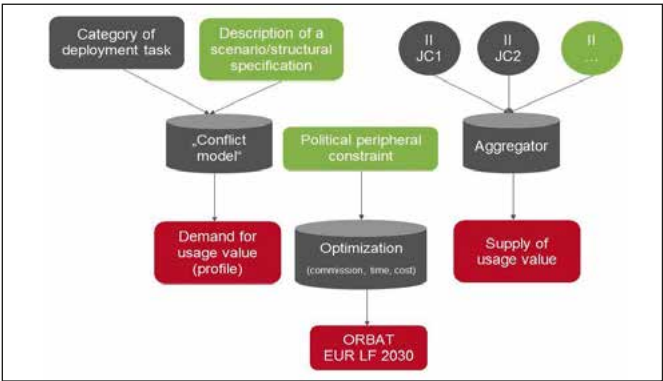 Category of
deployment task
Description of a
scenario/structural
specification
II
JC1
II
JC2
II
...
„Conflict
model“
Political peripheral
constraint
Aggregator
Demand for
usage value
(profile)
Optimization
(commission, time, cost)
Supply of
usage value
ORBAT
EUR LF 2030